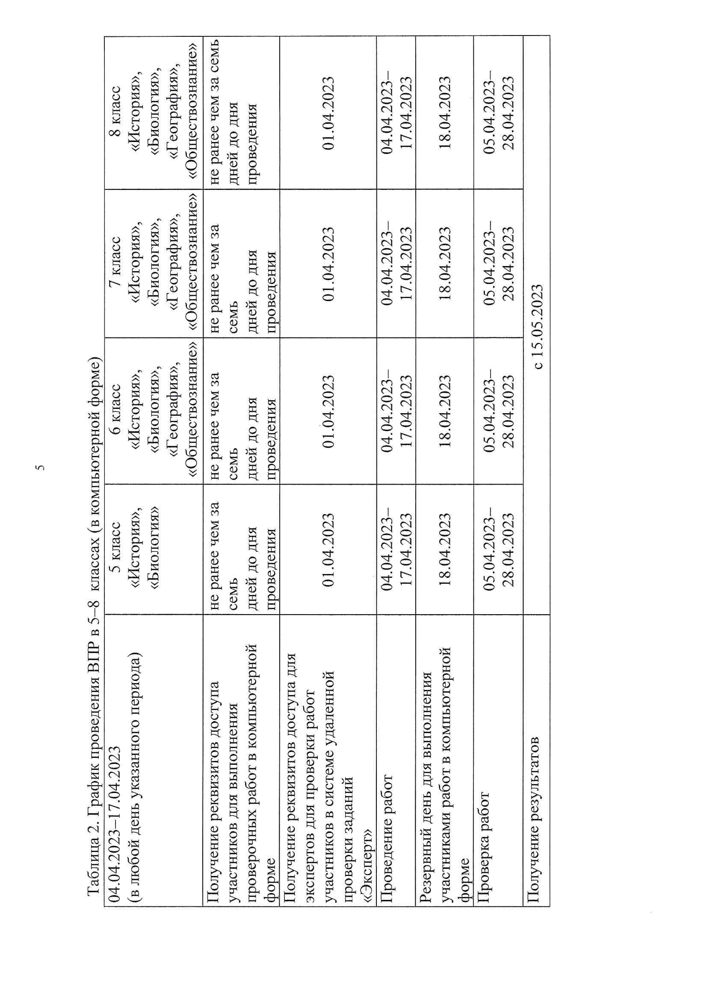 5
Таблица 2. График проведения ВПР в 5–8 классах (в компьютерной форме)
04.04.2023–17.04.2023
(в любой день указанного периода)
5 класс
«История»,
«Биология»
6 класс
«История»,
«Биология»,
«География»,
«Обществознание»
7 класс
«История»,
«Биология»,
«География»,
«Обществознание»
8 класс
«История»,
«Биология»,
«География»,
«Обществознание»
Получение реквизитов доступа
участников для выполнения
проверочных работ в компьютерной
форме
не ранее чем за
семь
дней до дня
проведения
не ранее чем за
семь
дней до дня
проведения
не ранее чем за
семь
дней до дня
проведения
не ранее чем за семь
дней до дня
проведения
Получение реквизитов доступа для
экспертов для проверки работ
участников в системе удаленной
проверки заданий
«Эксперт»
01.04.2023
01.04.2023
01.04.2023
01.04.2023
Проведение работ
04.04.2023–
17.04.2023
04.04.2023–
17.04.2023
04.04.2023–
17.04.2023
04.04.2023–
17.04.2023
Резервный день для выполнения
участниками работ в компьютерной
форме
18.04.2023
18.04.2023
18.04.2023
18.04.2023
Проверка работ
05.04.2023–
28.04.2023
05.04.2023–
28.04.2023
05.04.2023–
28.04.2023
05.04.2023–
28.04.2023
Получение результатов
с 15.05.2023